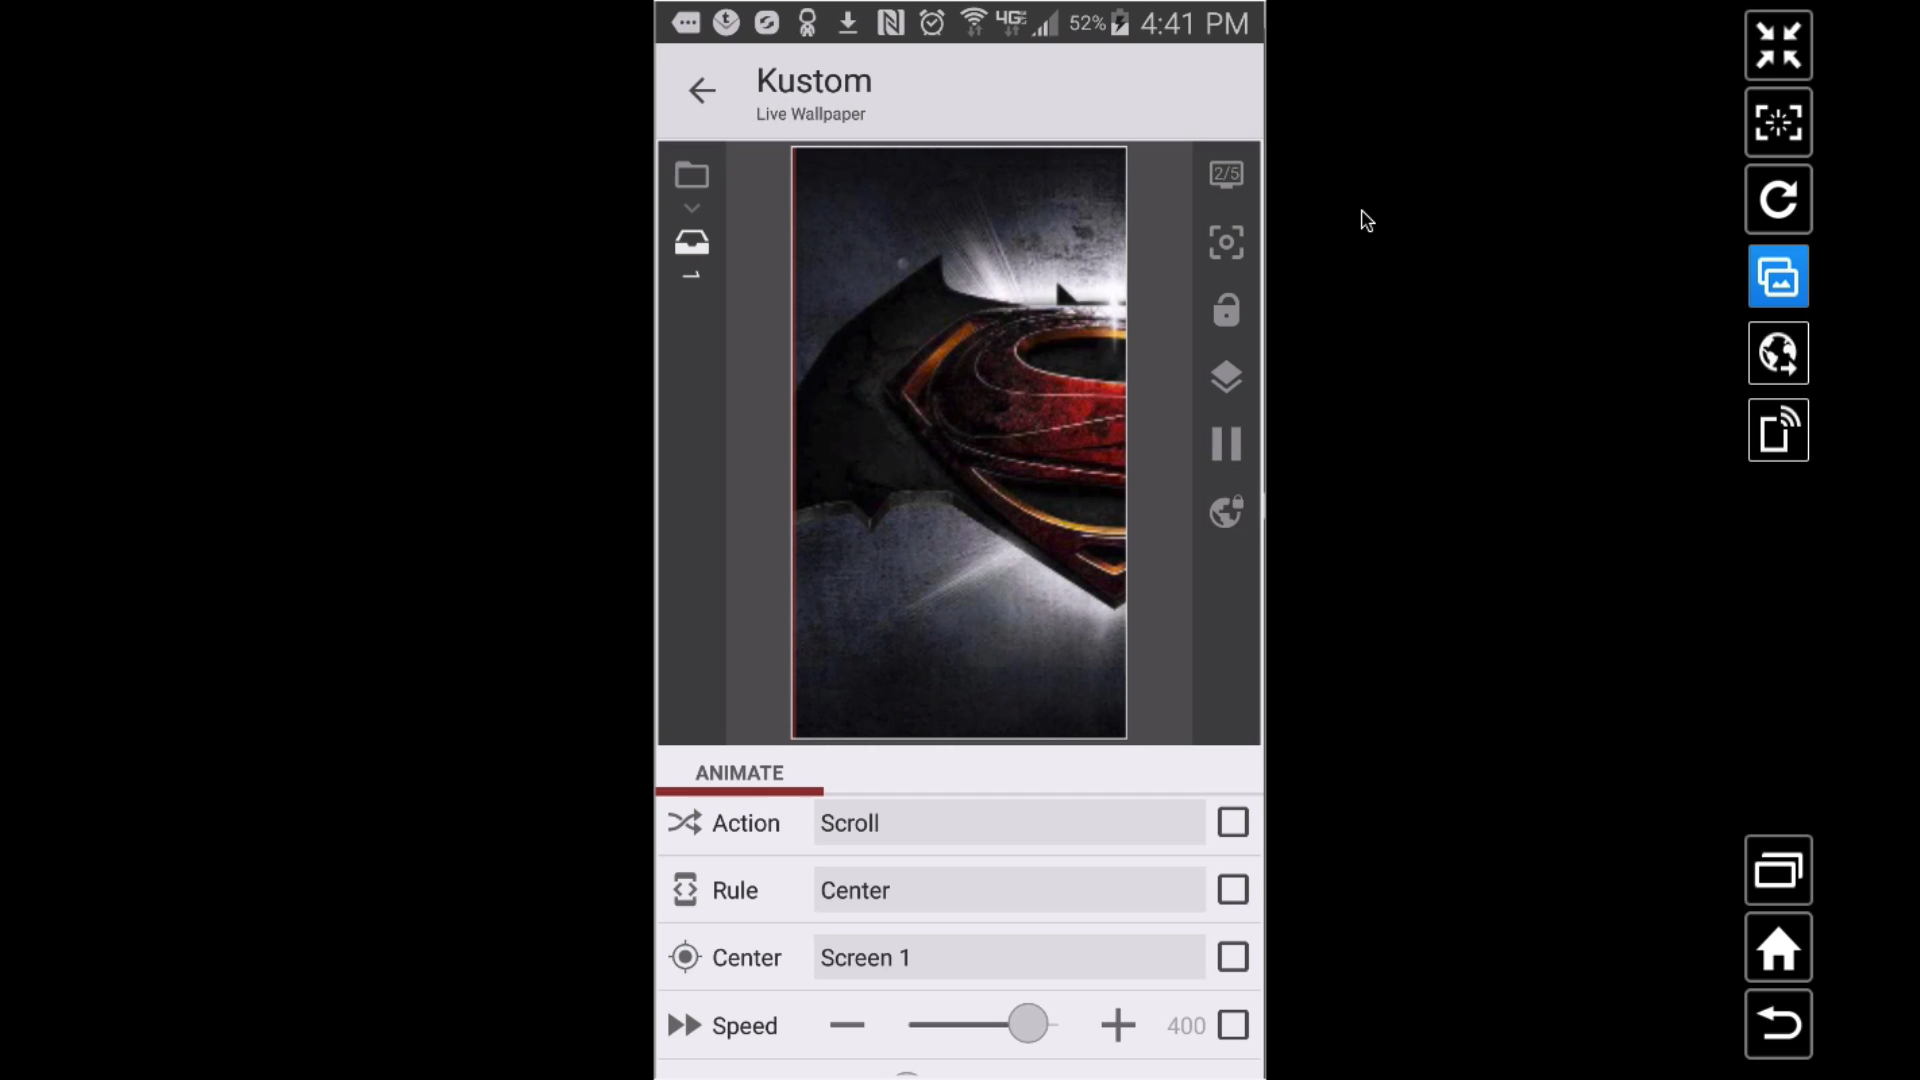 4G 52% 4:41 PM
Kustom
Live Wallpaper
2/5
ANIMATE
Action Scroll
Rule Center
Center Screen 1
Speed 400